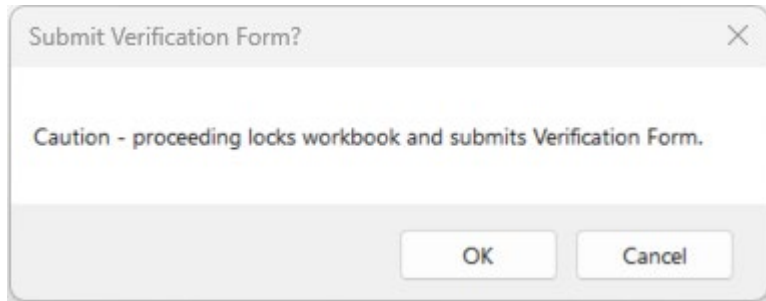 Submit Verification Form?
Caution - proceeding locks workbook and submits Verification Form.
OK
Cancel